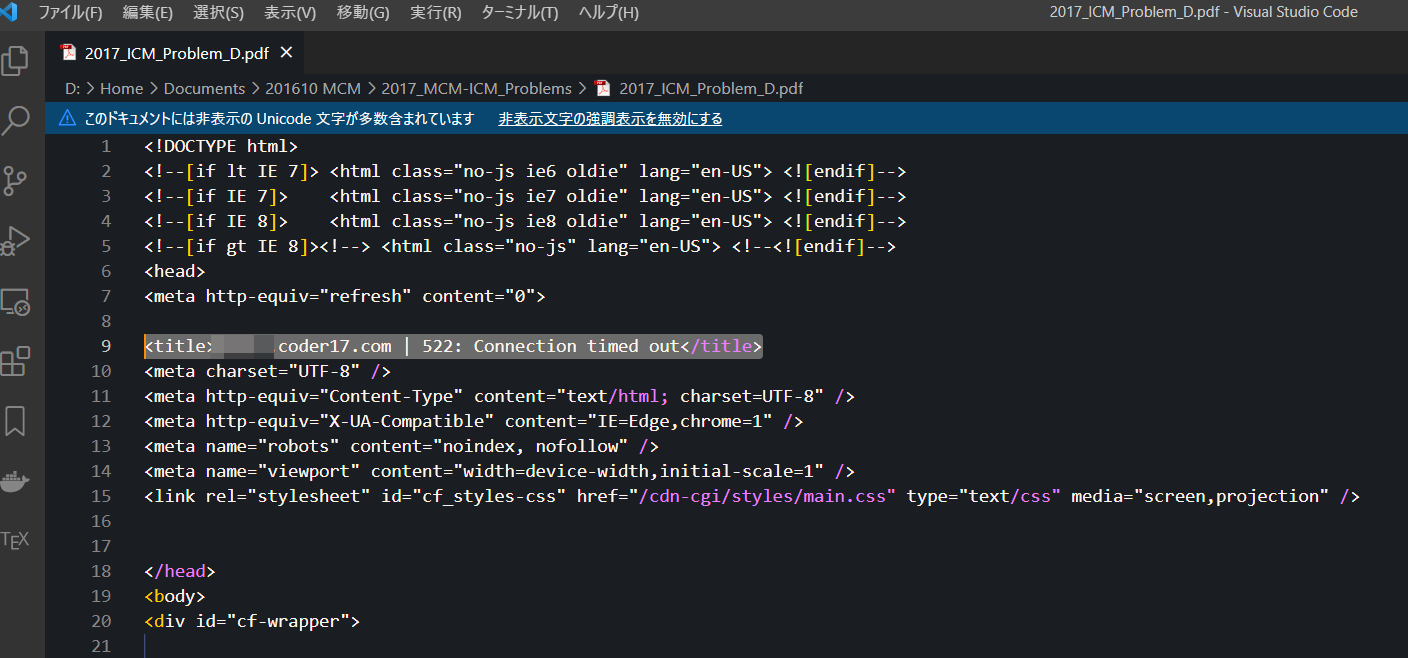 ファイル(F) 編集(E) 選択(S) 表示(V) 移動(G) 実行(R) ターミナル(T) ヘルプ(H) 2017_ICM_Problem_D.pdf - Visual Studio Code
2017_ICM_Problem_D.pdf
D: > Home > Documents > 201610 MCM > 2017_MCM-ICM_Problems > 2017_ICM_Problem_D.pdf
このドキュメントには非表示の Unicode 文字が多数含まれています 非表示文字の強調表示を無効にする
1 <!DOCTYPE html>
2 <!--[if lt IE 7]> <html class="no-js ie6 oldie" lang="en-US"> <![endif]-->
3 <!--[if IE 7]>    <html class="no-js ie7 oldie" lang="en-US"> <![endif]-->
4 <!--[if IE 8]>    <html class="no-js ie8 oldie" lang="en-US"> <![endif]-->
5 <!--[if gt IE 8]><!--> <html class="no-js" lang="en-US"> <!--<![endif]-->
6 <head>
7 <meta http-equiv="refresh" content="0">
8
9 <title> coder17.com | 522: Connection timed out</title>
10 <meta charset="UTF-8" />
11 <meta http-equiv="Content-Type" content="text/html; charset=UTF-8" />
12 <meta http-equiv="X-UA-Compatible" content="IE=Edge,chrome=1" />
13 <meta name="robots" content="noindex, nofollow" />
14 <meta name="viewport" content="width=device-width,initial-scale=1" />
15 <link rel="stylesheet" id="cf_styles-css" href="/cdn-cgi/styles/main.css" type="text/css" media="screen,projection" />
16
17
18 </head>
19 <body>
20 <div id="cf-wrapper">
21
TEX